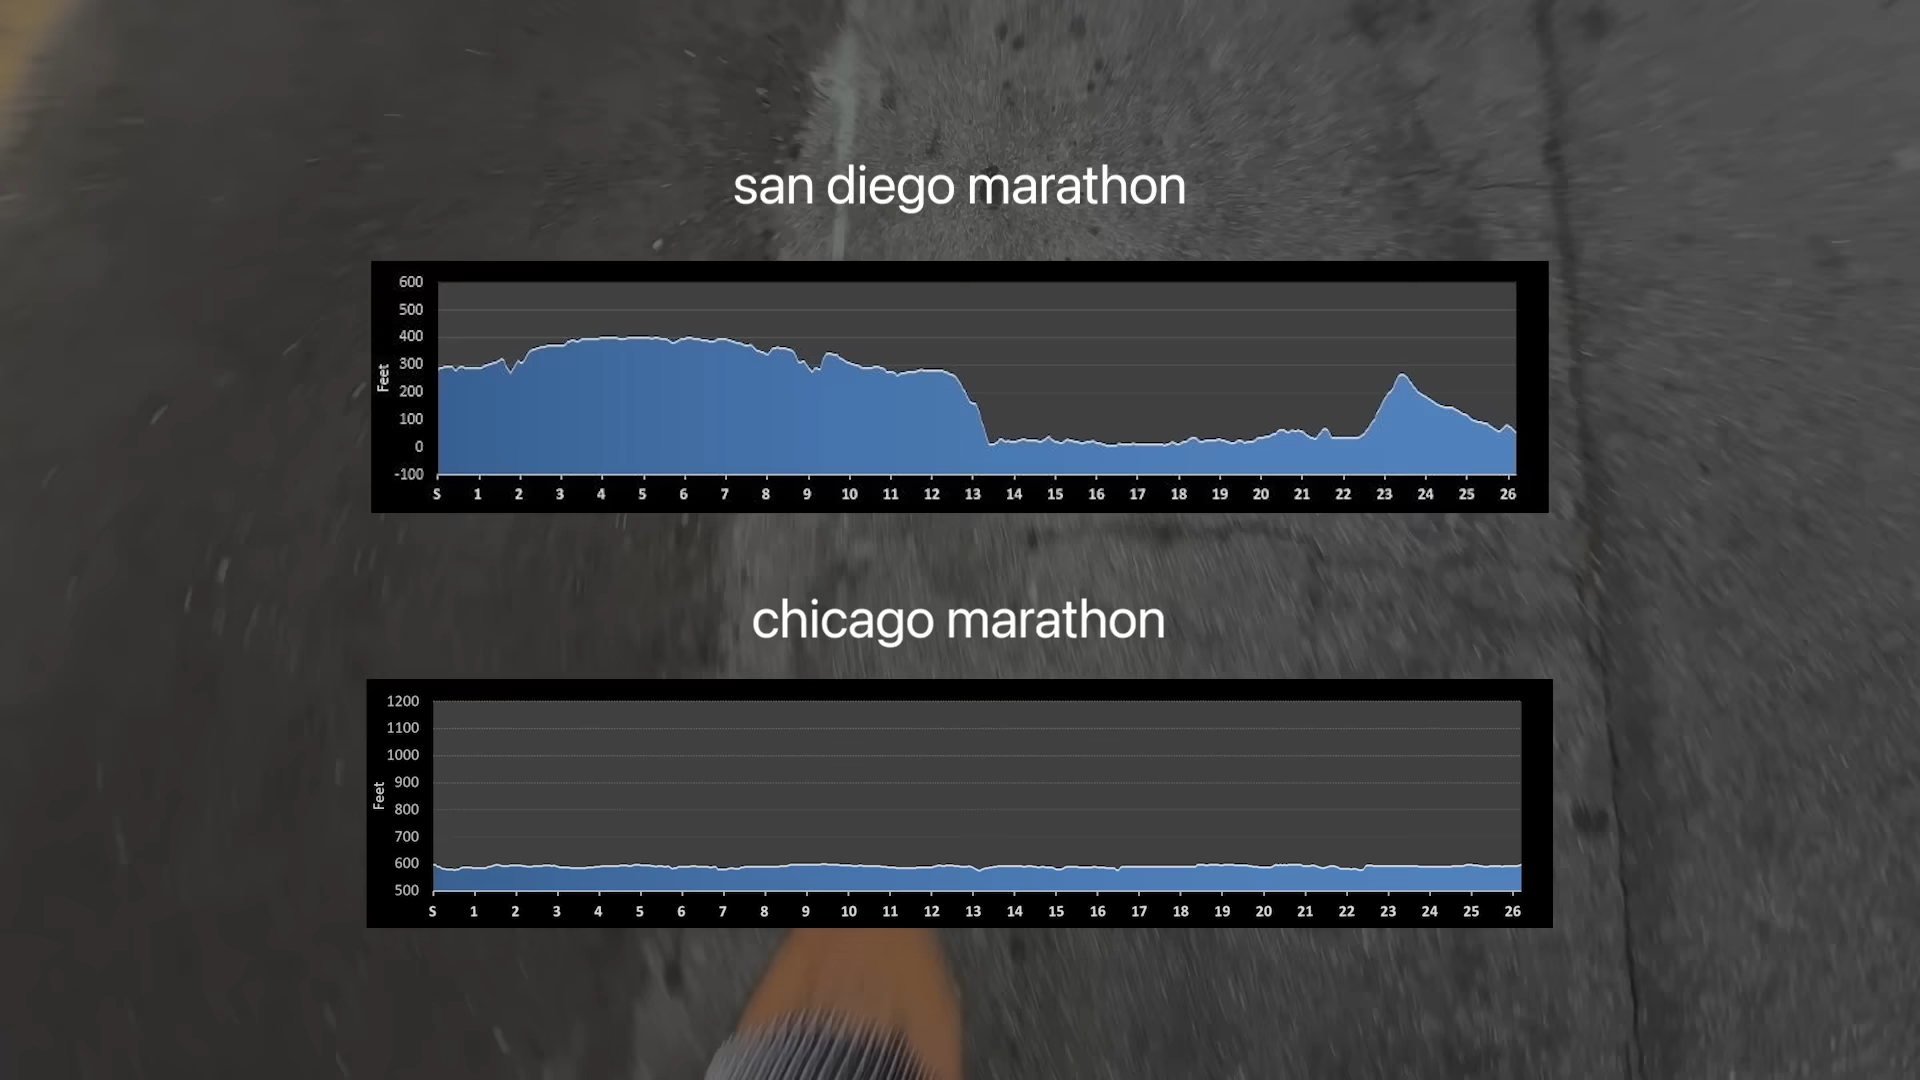 san diego marathon
600
500
400
300
200
100
0
-100
Feet
S 1 2 3 4 5 6 7 8 9 10 11 12 13 14 15 16 17 18 19 20 21 22 23 24 25 26
chicago marathon
1200
1100
1000
900
800
700
600
500
Feet
S 1 2 3 4 5 6 7 8 9 10 11 12 13 14 15 16 17 18 19 20 21 22 23 24 25 26